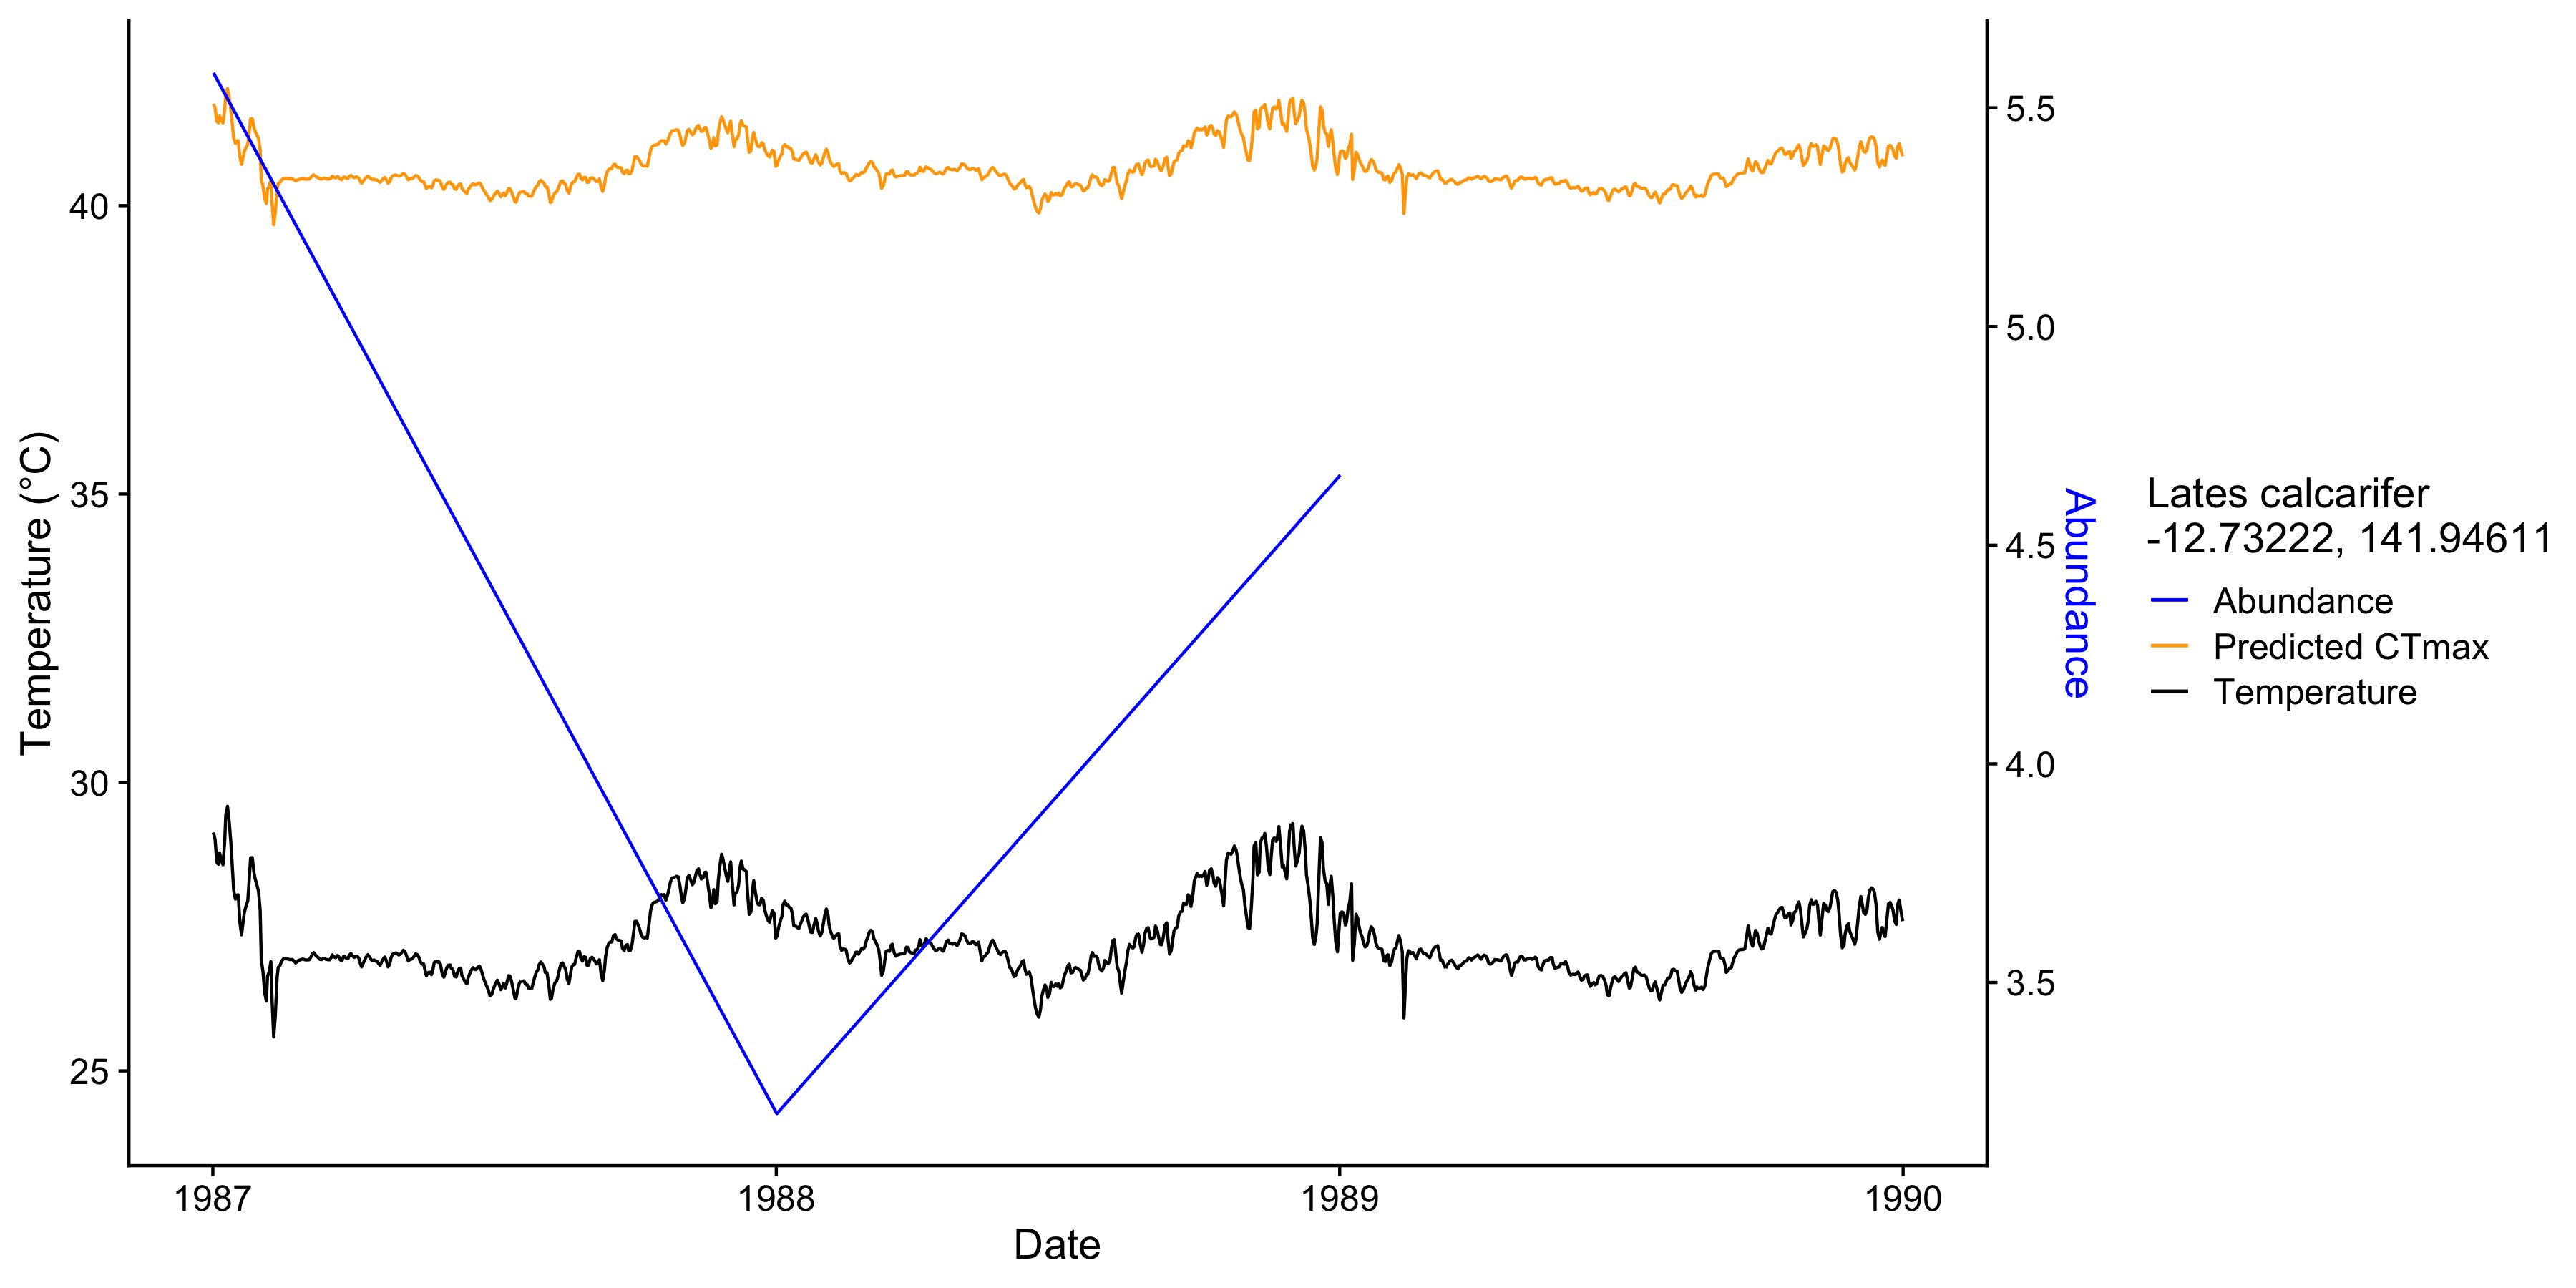 Temperature (°C)
40
35
30
25
1987
1988
1989
1990
Date
5.5
5.0
4.5
4.0
3.5
Abundance
Lates calcarifer
-12.73222, 141.94611
Abundance
Predicted CTmax
Temperature